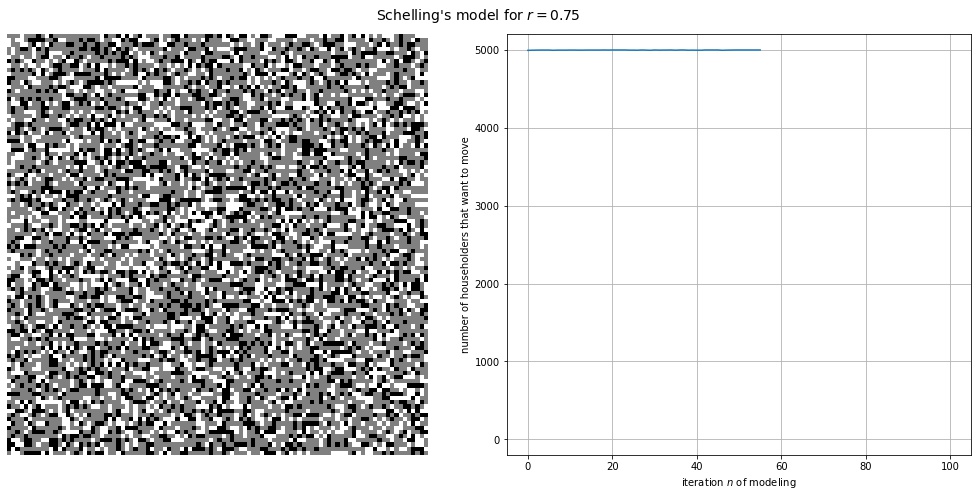 Schelling's model for r = 0.75
number of householders that want to move
5000
4000
3000
2000
1000
0
0 20 40 60 80 100
iteration n of modeling